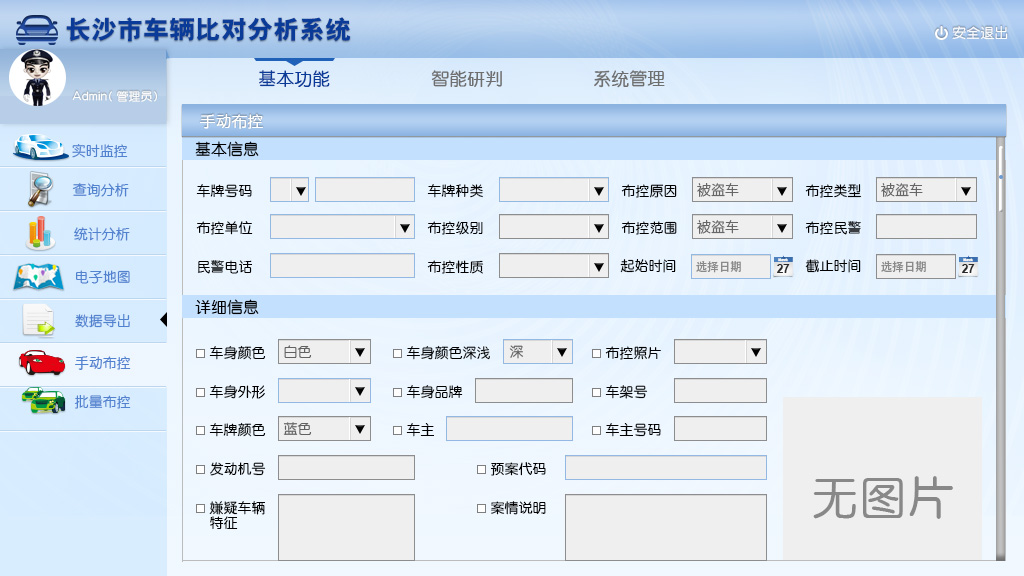 长沙市车辆比对分析系统
安全退出
Admin( 管理员)
基本功能 智能研判 系统管理
实时监控
查询分析
统计分析
电子地图
数据导出
手动布控
批量布控
手动布控
基本信息
车牌号码 车牌种类 布控原因 被盗车 布控类型 被盗车
布控单位 布控级别 布控范围 被盗车 布控民警
民警电话 布控性质 起始时间 选择日期 27 截止时间 选择日期 27
详细信息
车身颜色 白色 车身颜色深浅 深 布控照片
车身外形 车身品牌 车架号
车牌颜色 蓝色 车主 车主号码
发动机号 预案代码
嫌疑车辆 案情说明
特征
无图片